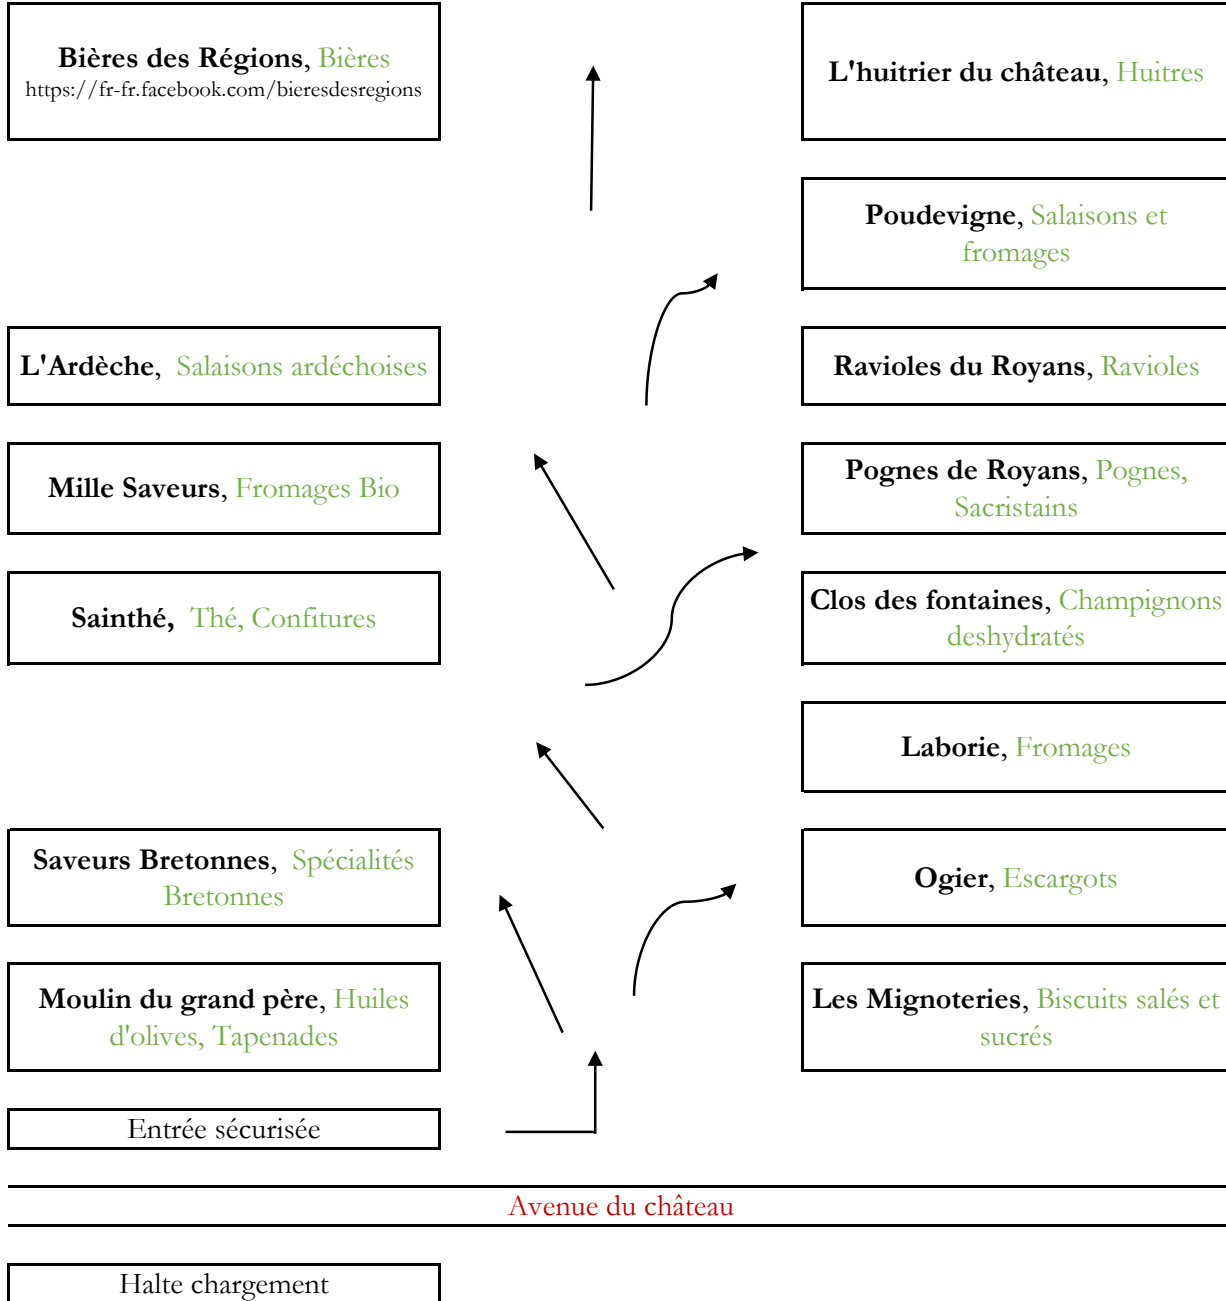 Bières des Régions, Bières
https://fr-fr.facebook.com/bieresdesregions
L'huitrier du château, Huitres
Poudevigne, Salaisons et
fromages
L'Ardèche, Salaisons ardéchoises
Ravioles du Royans, Ravioles
Mille Saveurs, Fromages Bio
Pognes de Royans, Pognes,
Sacristains
Sainthé, Thé, Confitures
Clos des fontaines, Champignons
deshydratés
Laborie, Fromages
Saveurs Bretonnes, Spécialités
Bretonnes
Ogier, Escargots
Moulin du grand père, Huiles
d'olives, Tapenades
Les Mignoteries, Biscuits salés et
sucrés
Entrée sécurisée
Avenue du château
Halte chargement